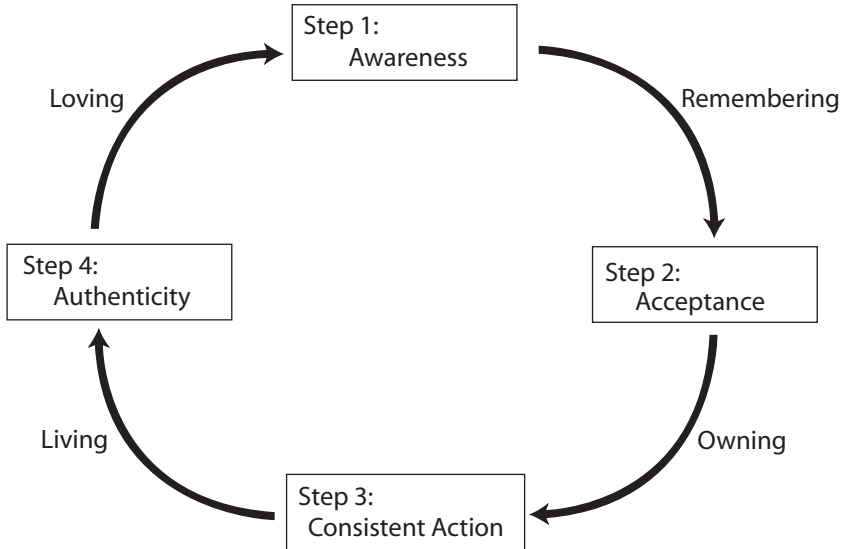 Step 1:
Awareness
Loving
Remembering
Step 4:
Authenticity
Step 2:
Acceptance
Living
Owning
Step 3:
Consistent Action